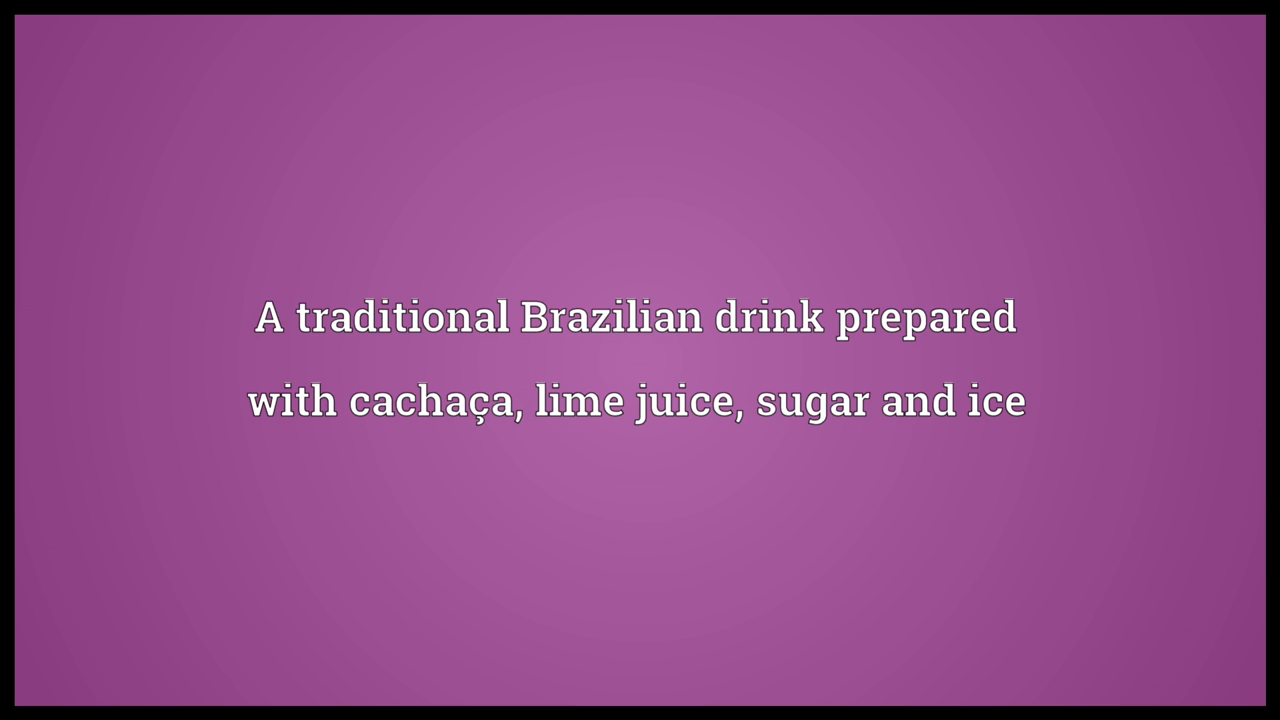 A traditional Brazilian drink prepared
with cachaça, lime juice, sugar and ice